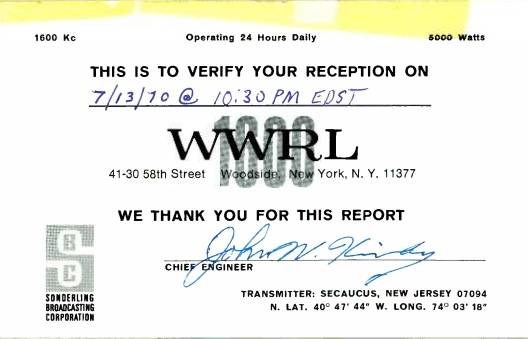 1600 Kc Operating 24 Hours Daily 5000 Watts
THIS IS TO VERIFY YOUR RECEPTION ON
7/13/70 @ 10:30 PM EDST
WWRL
1600
41-30 58th Street Woodside, New York, N. Y. 11377
WE THANK YOU FOR THIS REPORT
John W.
CHIEF ENGINEER
SBC
SONDERLING
BROADCASTING
CORPORATION
TRANSMITTER: SECAUCUS, NEW JERSEY 07094
N. LAT. 40° 47' 44" W. LONG. 74° 03' 18"